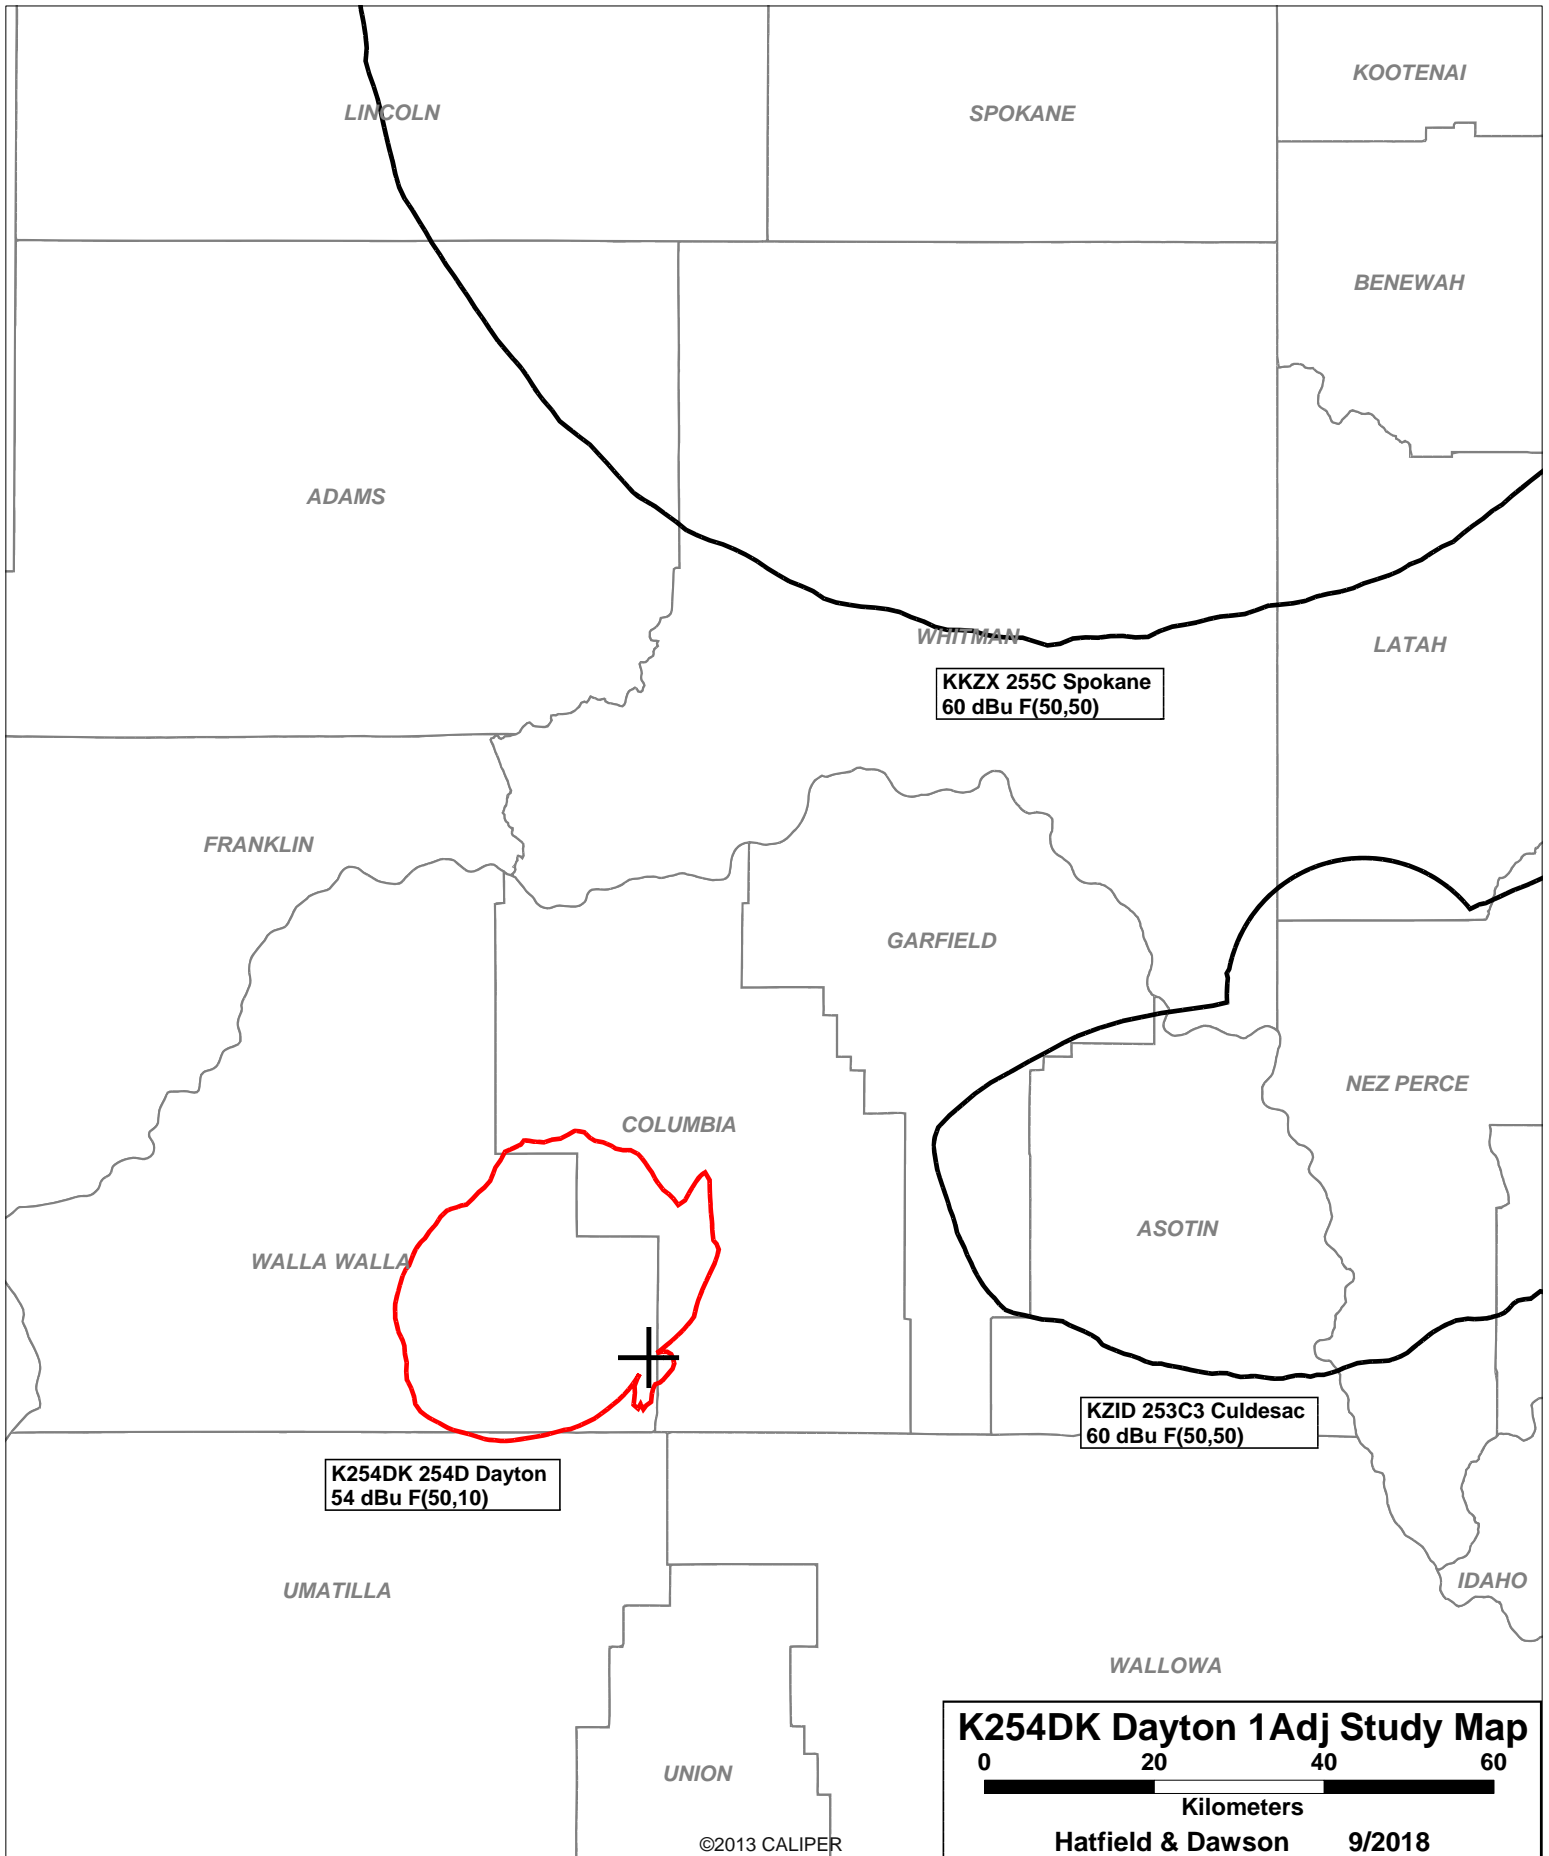 KOOTENAI
LINCOLN
SPOKANE
BENEWAH
ADAMS
WHITMAN
LATAH
KKZX 255C Spokane
60 dBu F(50,50)
FRANKLIN
GARFIELD
NEZ PERCE
COLUMBIA
ASOTIN
WALLA WALLA
KZID 253C3 Culdesac
60 dBu F(50,50)
K254DK 254D Dayton
54 dBu F(50,10)
UMATILLA
IDAHO
WALLOWA
UNION
K254DK Dayton 1Adj Study Map
0 20 40 60
Kilometers
Hatfield & Dawson 9/2018
©2013 CALIPER